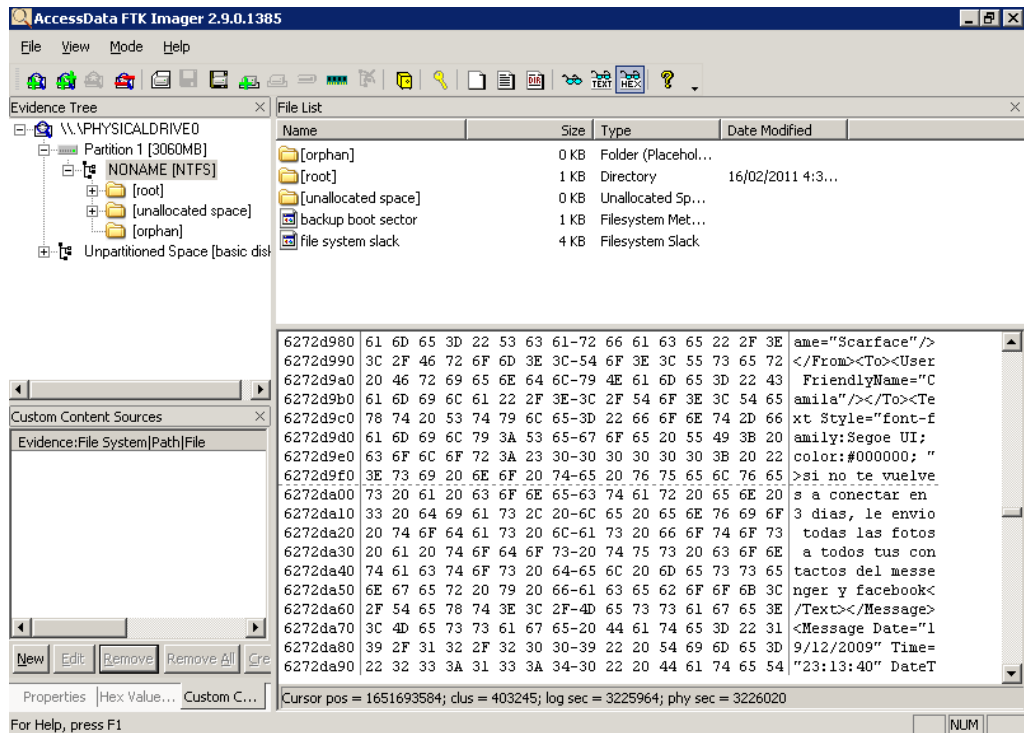 AccessData FTK Imager 2.9.0.1385
File View Mode Help
Evidence Tree
\\.\PHYSICALDRIVE0
Partition 1 [3060MB]
NONAME [NTFS]
[root]
[unallocated space]
[orphan]
Unpartitioned Space [basic disk
Custom Content Sources
Evidence:File System|Path|File
New Edit Remove Remove All Cre
Properties Hex Value... Custom C...
File List
Name Size Type Date Modified
[orphan] 0 KB Folder (Placehol...
[root] 1 KB Directory 16/02/2011 4:3...
[unallocated space] 0 KB Unallocated Sp...
backup boot sector 1 KB Filesystem Met...
file system slack 4 KB Filesystem Slack
6272d980 61 6D 65 3D 22 53 63 61-72 66 61 63 65 22 2F 3E ame="Scarface"/>
6272d990 3C 2F 46 72 6F 6D 3E 3C-54 6F 3E 3C 55 73 65 72 </From><To><User
6272d9a0 20 46 72 69 65 6E 64 6C-79 4E 61 6D 65 3D 22 43 FriendlyName="C
6272d9b0 61 6D 69 6C 61 22 2F 3E-3C 2F 54 6F 3E 3C 54 65 amila"/></To><Te
6272d9c0 78 74 20 53 74 79 6C 65-3D 22 66 6F 6E 74 2D 66 xt Style="font-f
6272d9d0 61 6D 69 6C 79 3A 53 65-67 6F 65 20 55 49 3B 20 amily:Segoe UI;
6272d9e0 63 6F 6C 6F 72 3A 23 30-30 30 30 30 30 3B 20 22 color:#000000; "
6272d9f0 3E 73 69 20 6E 6F 20 74-65 20 76 75 65 6C 76 65 >si no te vuelve
6272da00 73 20 61 20 63 6F 6E 65-63 74 61 72 20 65 6E 20 s a conectar en
6272da10 33 20 64 69 61 73 2C 20-6C 65 20 65 6E 76 69 6F 3 dias, le envio
6272da20 20 74 6F 64 61 73 20 6C-61 73 20 66 6F 74 6F 73 todas las fotos
6272da30 20 61 20 74 6F 64 6F 73-20 74 75 73 20 63 6F 6E a todos tus con
6272da40 74 61 63 74 6F 73 20 64-65 6C 20 6D 65 73 73 65 tactos del messe
6272da50 6E 67 65 72 20 79 20 66-61 63 65 62 6F 6F 6B 3C nger y facebook<
6272da60 2F 54 65 78 74 3E 3C 2F-4D 65 73 73 61 67 65 3E /Text></Message>
6272da70 3C 4D 65 73 73 61 67 65-20 44 61 74 65 3D 22 31 <Message Date="1
6272da80 39 2F 31 32 2F 32 30 30-39 22 20 54 69 6D 65 3D 9/12/2009" Time=
6272da90 22 32 33 3A 31 33 3A 34-30 22 20 44 61 74 65 54 "23:13:40" DateT
Cursor pos = 1651693584; clus = 403245; log sec = 3225964; phy sec = 3226020
For Help, press F1
NUM